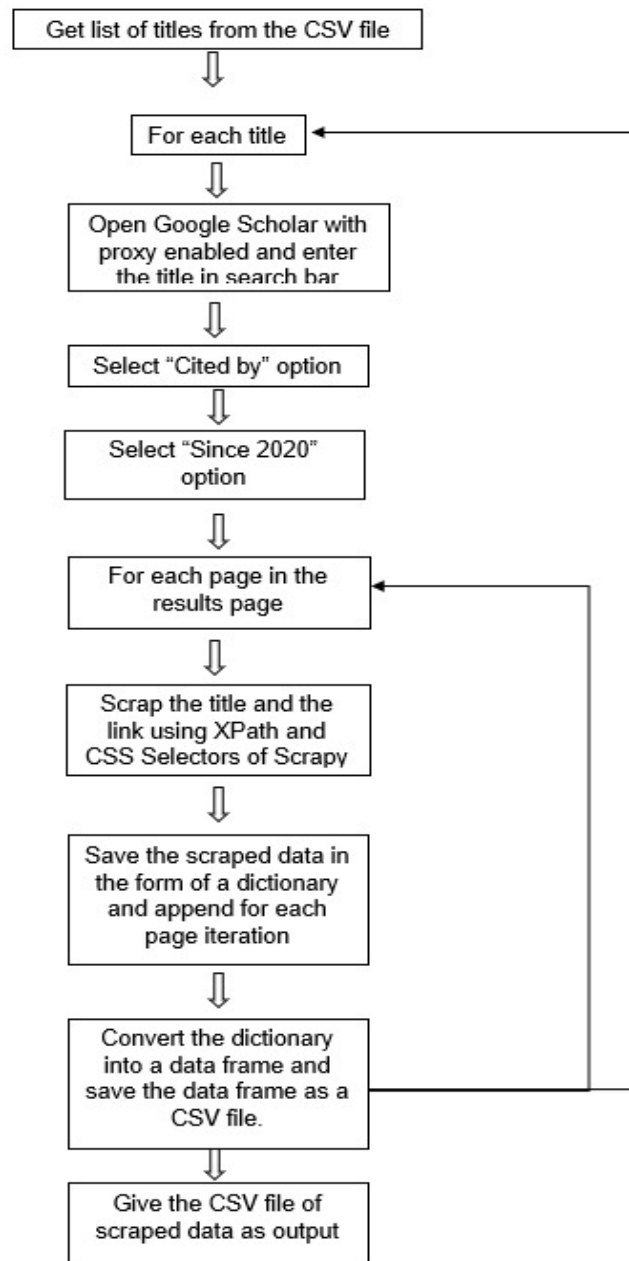 Get list of titles from the CSV file
For each title
Open Google Scholar with
proxy enabled and enter
the title in search bar
Select “Cited by” option
Select “Since 2020”
option
For each page in the
results page
Scrap the title and the
link using XPath and
CSS Selectors of Scrapy
Save the scraped data in
the form of a dictionary
and append for each
page iteration
Convert the dictionary
into a data frame and
save the data frame as a
CSV file.
Give the CSV file of
scraped data as output